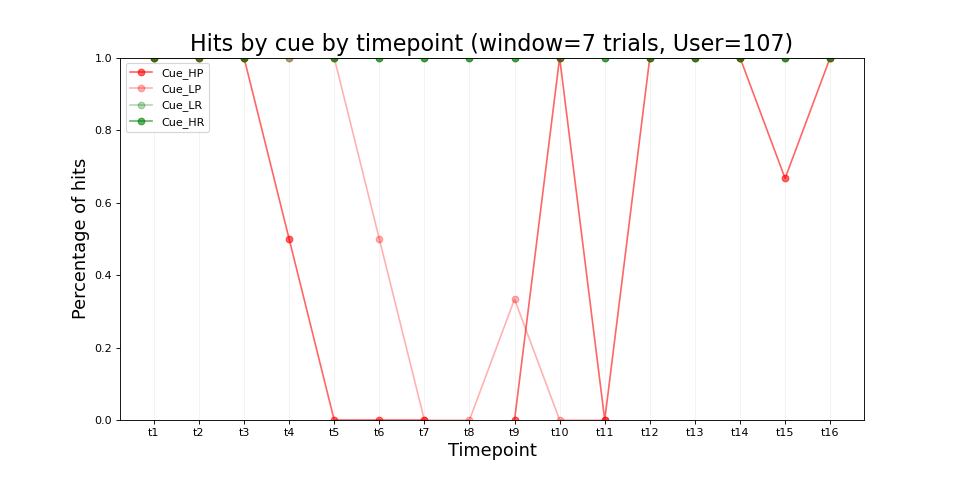 Hits by cue by timepoint (window=7 trials, User=107)
Cue_HP
Cue_LP
Cue_LR
Cue_HR
Percentage of hits
1.0
0.8
0.6
0.4
0.2
0.0
t1 t2 t3 t4 t5 t6 t7 t8 t9 t10 t11 t12 t13 t14 t15 t16
Timepoint